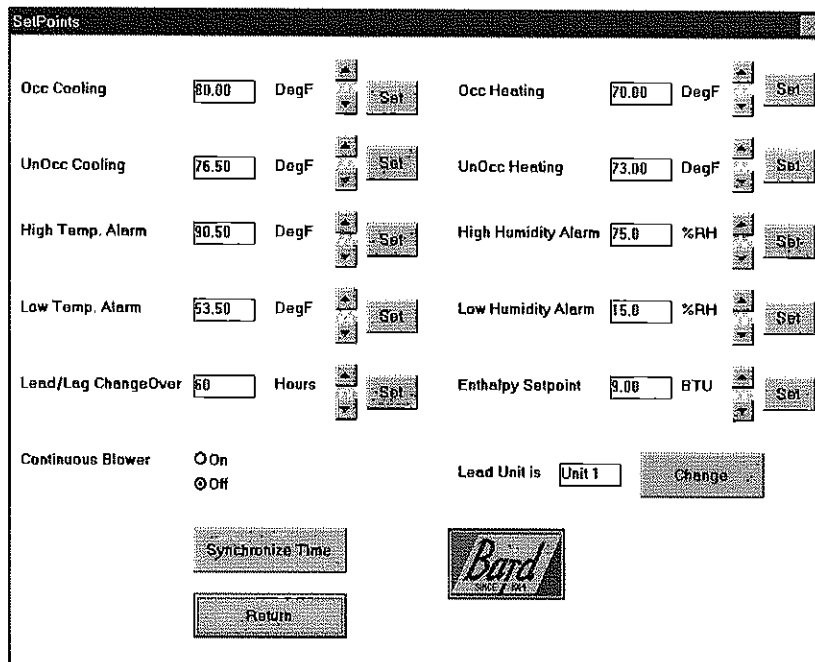 SetPoints
Occ Cooling 80.00 DegF Set Occ Heating 70.00 DegF Set
UnOcc Cooling 76.50 DegF Set UnOcc Heating 73.00 DegF Set
High Temp. Alarm 90.50 DegF Set High Humidity Alarm 75.0 %RH Set
Low Temp. Alarm 53.50 DegF Set Low Humidity Alarm 15.0 %RH Set
Lead/Lag ChangeOver 60 Hours Set Enthalpy Setpoint 9.00 BTU Set
Continuous Blower On Lead Unit is Unit 1 Change
Off
Synchronize Time
Bard
SINCE 1914
Return